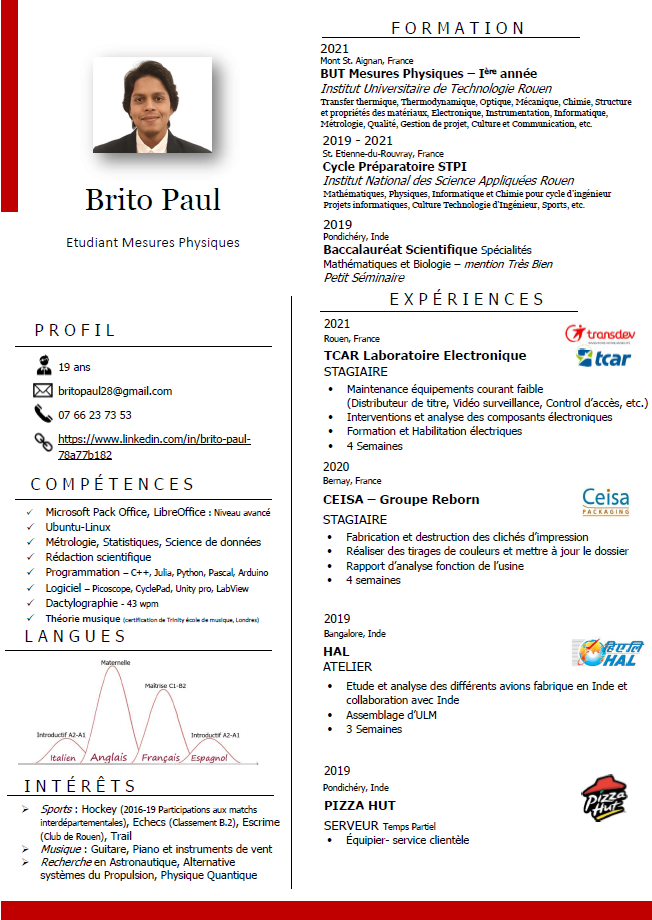 Brito Paul
Etudiant Mesures Physiques
PROFIL
19 ans
britopaul28@gmail.com
07 66 23 73 53
https://www.linkedin.com/in/brito-paul-
78a77b182
COMPÉTENCES
Microsoft Pack Office, LibreOffice : Niveau avancé
Ubuntu-Linux
Métrologie, Statistiques, Science de données
Rédaction scientifique
Programmation – C++, Julia, Python, Pascal, Arduino
Logiciel – Picoscope, CyclePad, Unity pro, LabView
Dactylographie - 43 wpm
Théorie musique (certification de Trinity école de musique, Londres)
LANGUES
Maternelle
Maîtrise C1-B2
Introductif A2-A1
Introductif A2-A1
Italien Anglais Français Espagnol
INTÉRÊTS
Sports : Hockey (2016-19 Participations aux matchs
interdépartementales), Echecs (Classement B.2), Escrime
(Club de Rouen), Trail
Musique : Guitare, Piano et instruments de vent
Recherche en Astronautique, Alternative
systèmes du Propulsion, Physique Quantique
FORMATION
2021
Mont St. Aignan, France
BUT Mesures Physiques – Ière année
Institut Universitaire de Technologie Rouen
Transfer thermique, Thermodynamique, Optique, Mécanique, Chimie, Structure
et propriétés des matériaux, Electronique, Instrumentation, Informatique,
Métrologie, Qualité, Gestion de projet, Culture et Communication, etc.
2019 - 2021
St. Etienne-du-Rouvray, France
Cycle Préparatoire STPI
Institut National des Science Appliquées Rouen
Mathématiques, Physiques, Informatique et Chimie pour cycle d'ingénieur
Projets informatiques, Culture Technologie d'Ingénieur, Sports, etc.
2019
Pondichéry, Inde
Baccalauréat Scientifique Spécialités
Mathématiques et Biologie – mention Très Bien
Petit Séminaire
EXPÉRIENCES
2021
Rouen, France
transdev
tcar
TCAR Laboratoire Electronique
STAGIAIRE
Maintenance équipements courant faible
(Distributeur de titre, Vidéo surveillance, Control d'accès, etc.)
Interventions et analyse des composants électroniques
Formation et Habilitation électriques
4 Semaines
2020
Bernay, France
Ceisa
PACKAGING
CEISA – Groupe Reborn
STAGIAIRE
Fabrication et destruction des clichés d'impression
Réaliser des tirages de couleurs et mettre à jour le dossier
Rapport d'analyse fonction de l'usine
4 semaines
2019
Bangalore, Inde
एचएएल
HAL
HAL
ATELIER
Etude et analyse des différents avions fabrique en Inde et
collaboration avec Inde
Assemblage d'ULM
3 Semaines
2019
Pondichéry, Inde
Pizza
Hut
PIZZA HUT
SERVEUR Temps Partiel
Équipier- service clientèle